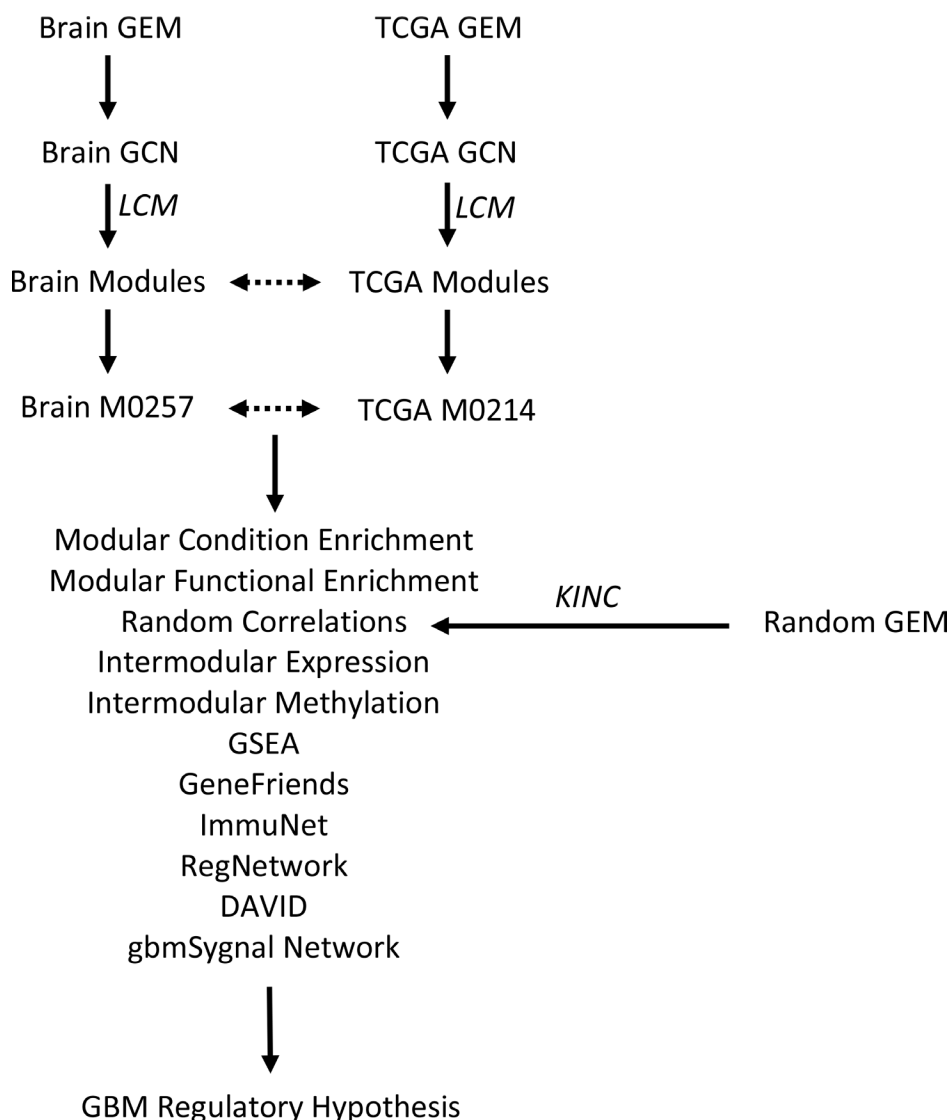 Brain GEM TCGA GEM
Brain GCN TCGA GCN
LCM LCM
Brain Modules TCGA Modules
Brain M0257 TCGA M0214
Modular Condition Enrichment
Modular Functional Enrichment
KINC
Random Correlations Random GEM
Intermodular Expression
Intermodular Methylation
GSEA
GeneFriends
ImmuNet
RegNetwork
DAVID
gbmSygnal Network
GBM Regulatory Hypothesis